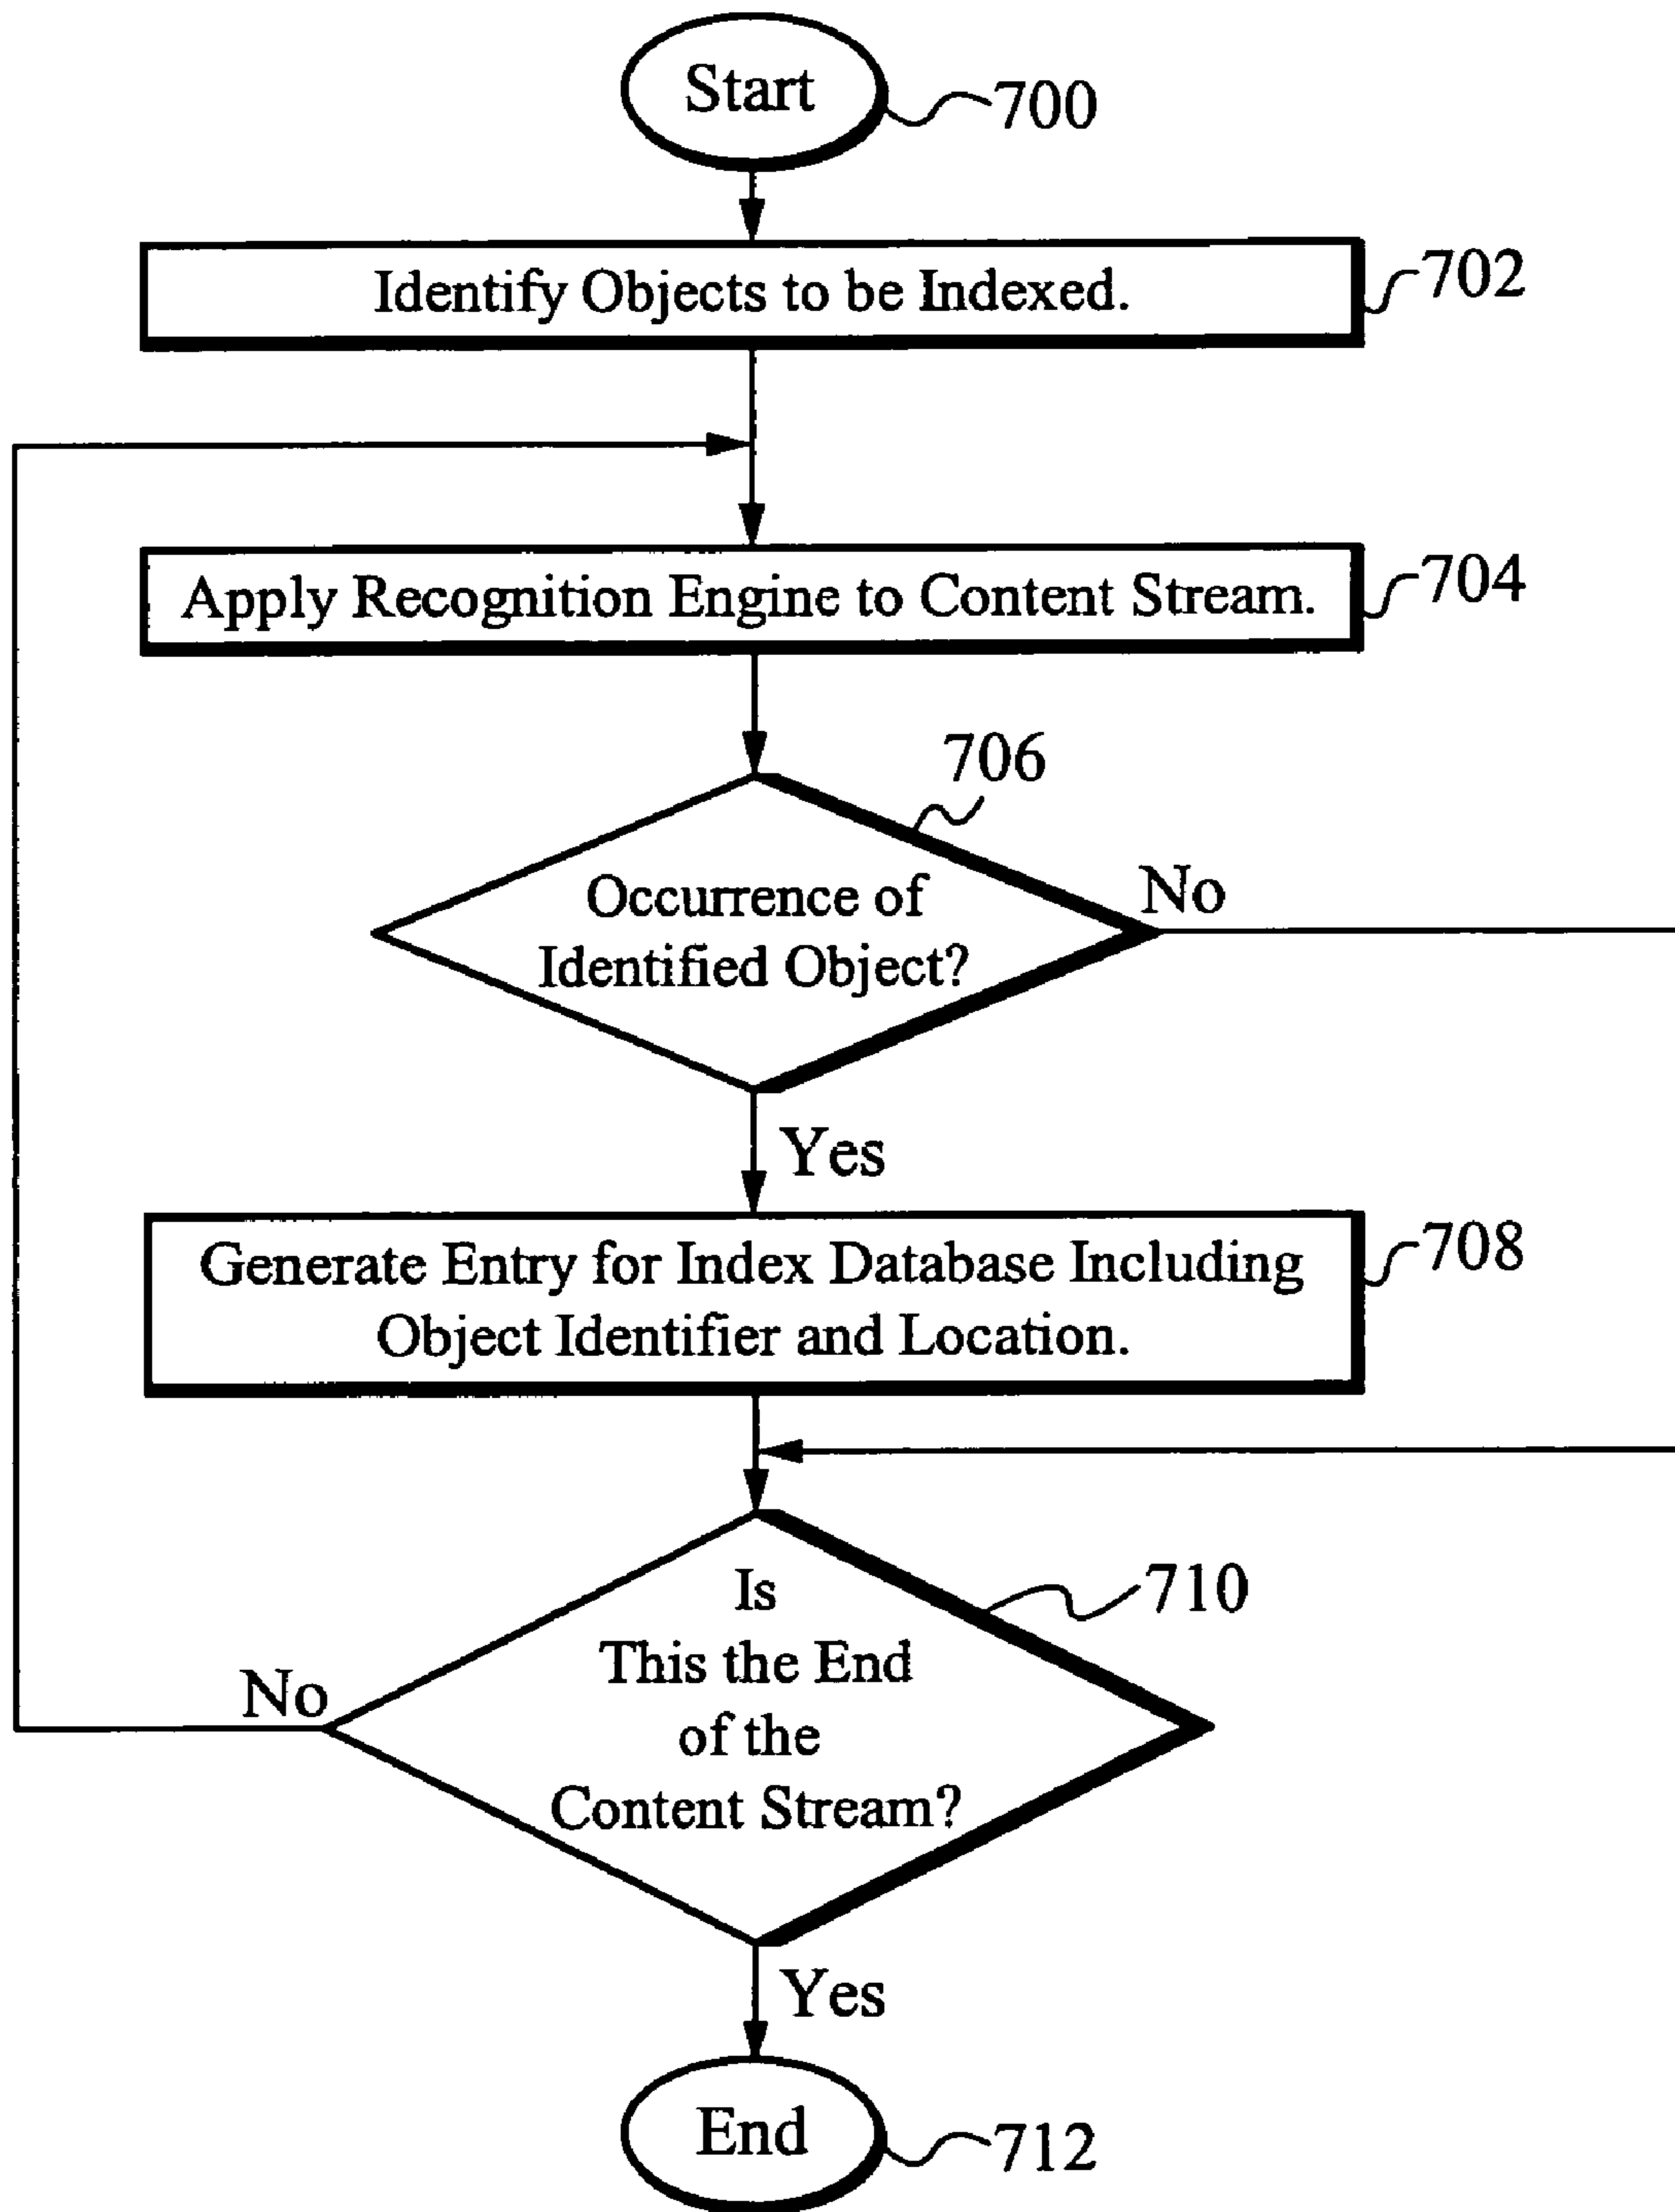 Start
700
Identify Objects to be Indexed.
702
Apply Recognition Engine to Content Stream.
704
706
Occurrence of
Identified Object?
No
Yes
Generate Entry for Index Database Including
Object Identifier and Location.
708
Is
This the End
of the
Content Stream?
710
No
Yes
End
712